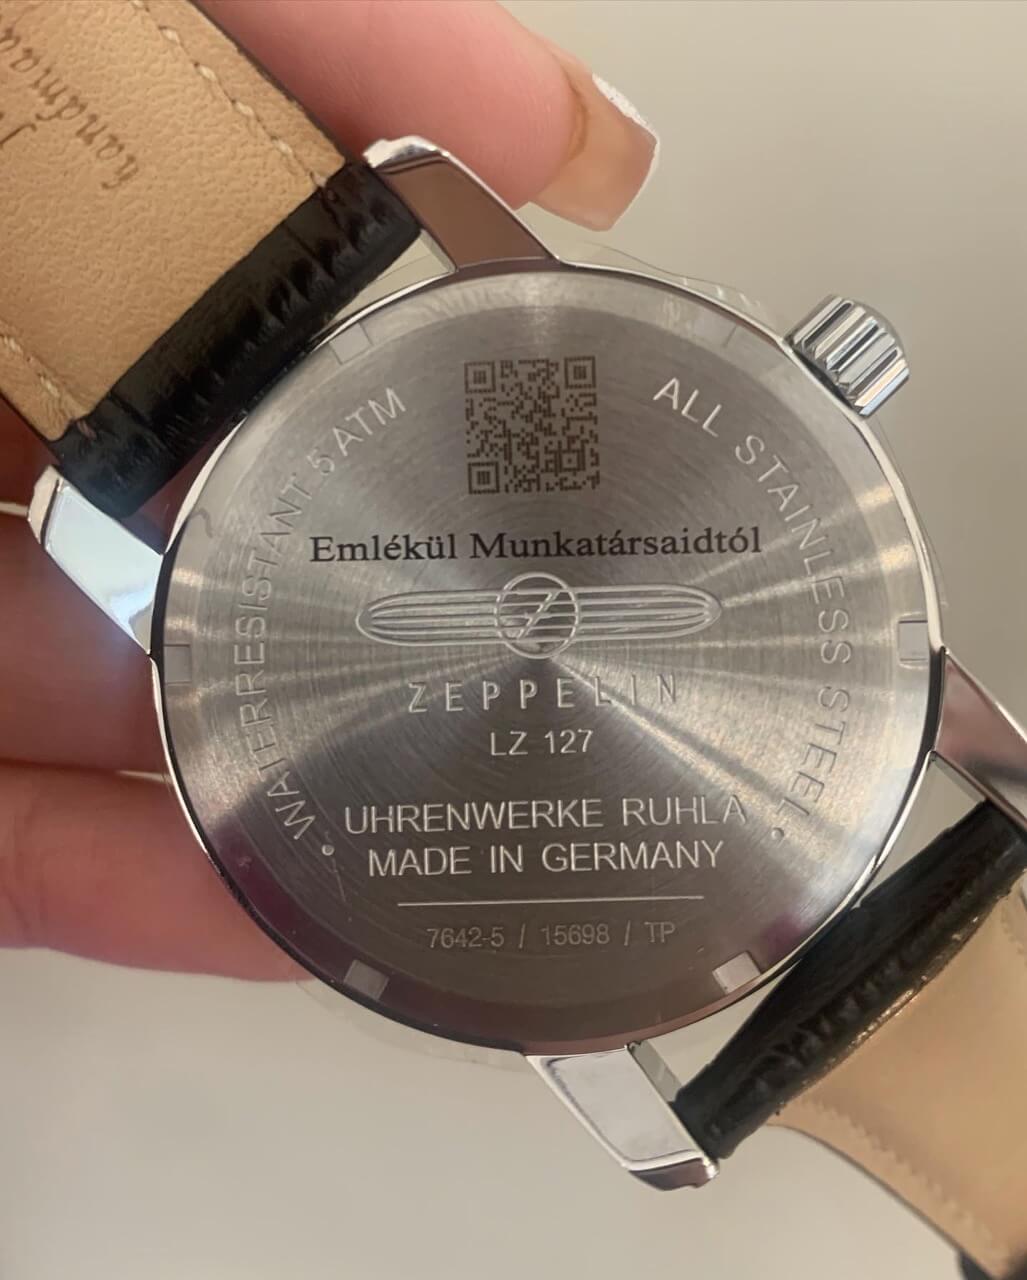 handmad
WATERRESISTANT 5 ATM
ALL STAINLESS STEEL
Emlékül Munkatársaidtól
ZEPPELIN
LZ 127
UHRENWERKE RUHLA
MADE IN GERMANY
7642-5 / 15698 / TP